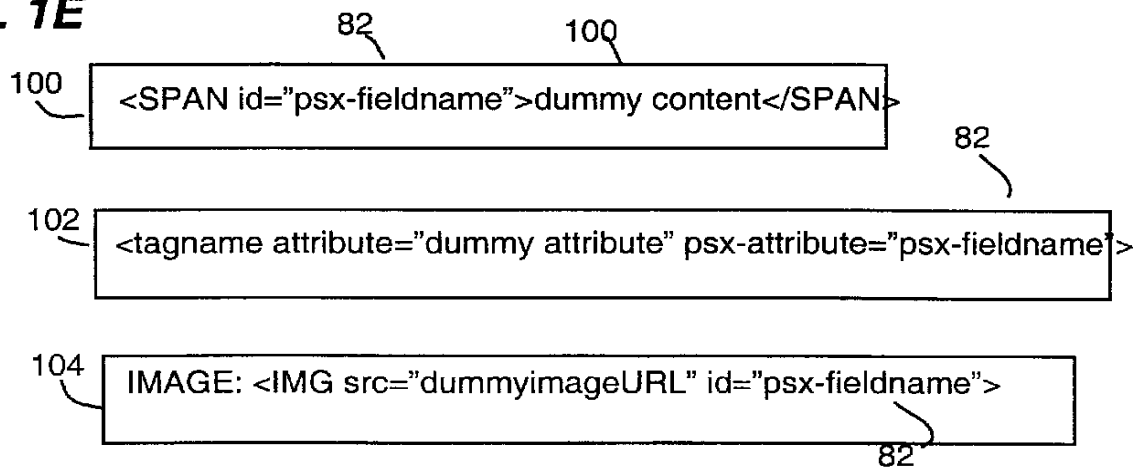 1E
82
100
100
<SPAN id="psx-fieldname">dummy content</SPAN>
82
102
<tagname attribute="dummy attribute" psx-attribute="psx-fieldname">
104
IMAGE: <IMG src="dummyimageURL" id="psx-fieldname">
82